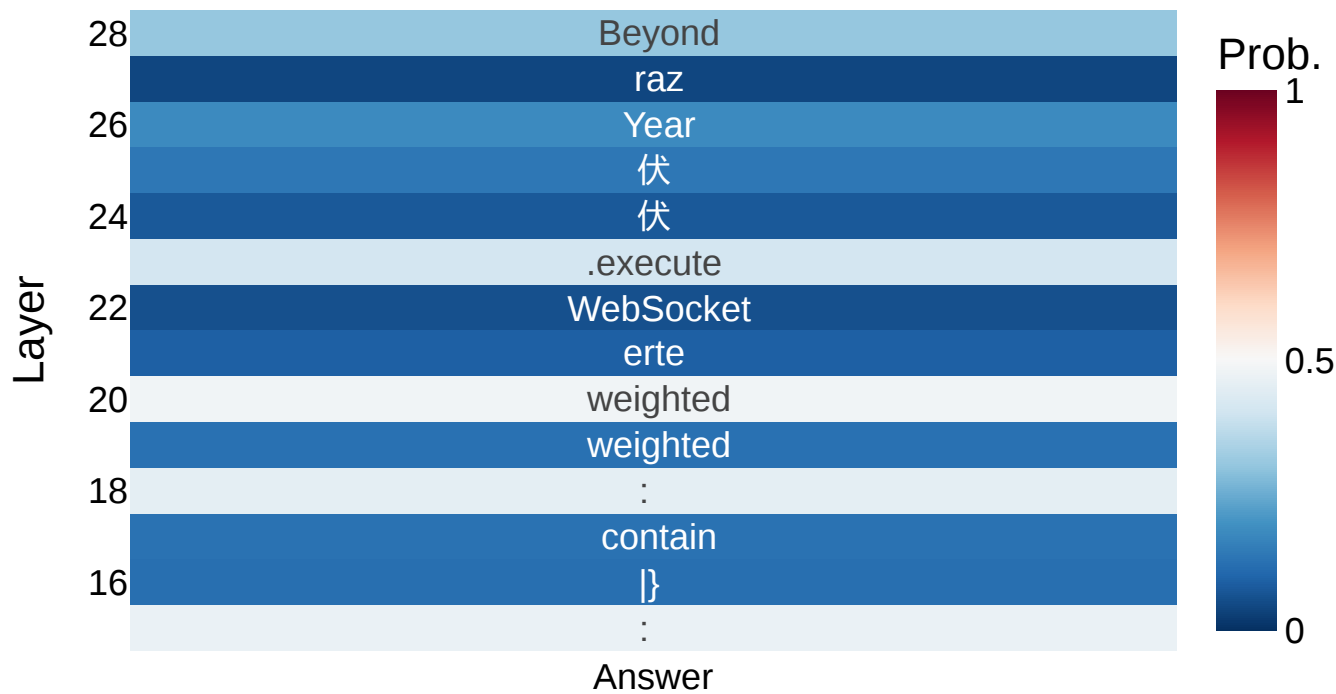 28 Beyond
raz
26 Year
伏
24 伏
.execute
22 WebSocket
erte
20 weighted
weighted
18 :
contain
16 |}
:
Layer
Answer
Prob.
1
0.5
0